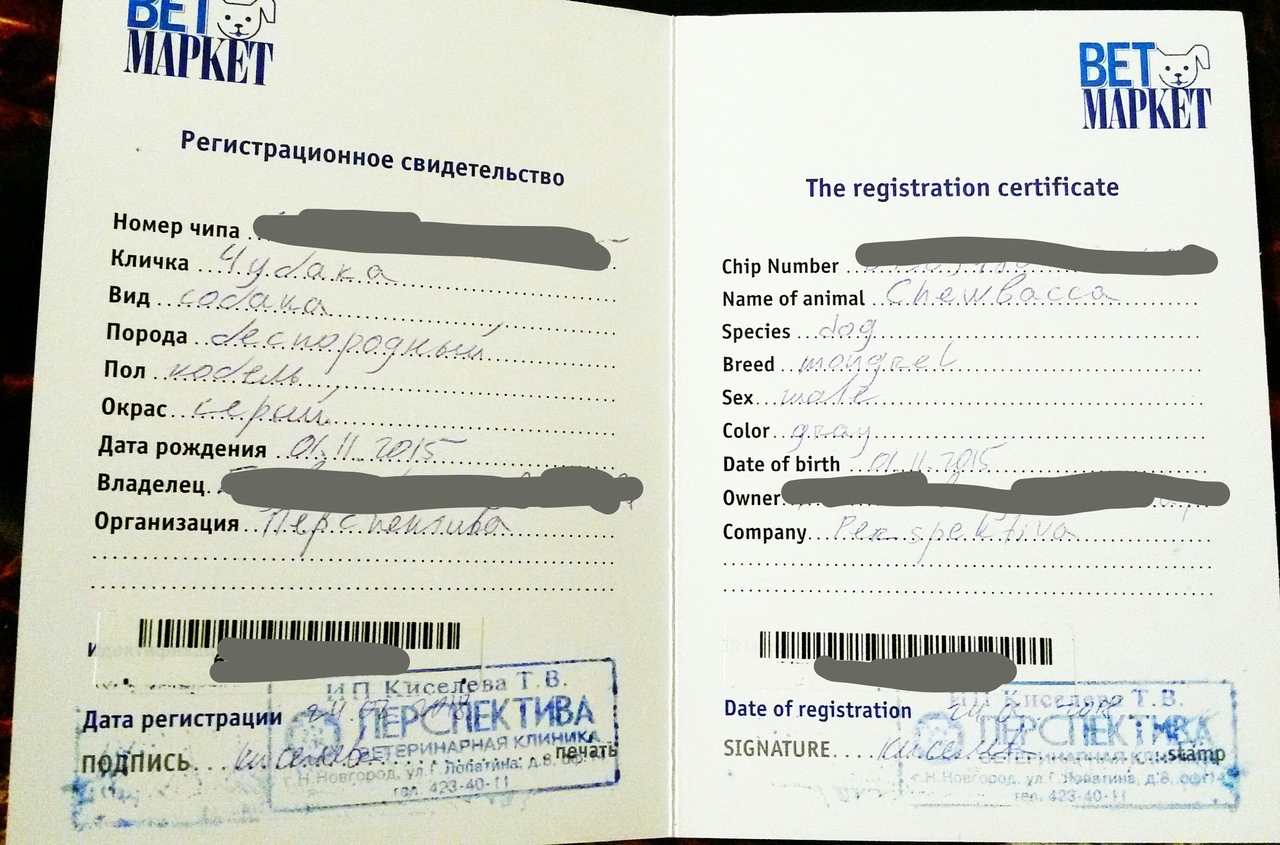 ВЕТ
МАРКЕТ
Регистрационное свидетельство
Номер чипа
Кличка Чубака
Вид собака
Порода беспородный
Пол кобель
Окрас серый
Дата рождения 01.11.2015
Владелец
Организация Перспектива
ИП Киселева Т.В.
ПЕРСПЕКТИВА
ВЕТЕРИНАРНАЯ КЛИНИКА
г.Н.Новгород, ул.Г.Лопатина, д.8, оф.
тел. 423-40-11
Дата регистрации
ПОДПИСЬ печать
ВЕТ
МАРКЕТ
The registration certificate
Chip Number
Name of animal Chewbacca
Species dog
Breed mongrel
Sex male
Color gray
Date of birth 01.11.2015
Owner
Company Perspektiva
ИП Киселева Т.В.
ПЕРСПЕКТИВА
ВЕТЕРИНАРНАЯ КЛИНИКА
г.Н.Новгород, ул.Г.Лопатина, д.8, оф.
тел. 423-40-11
Date of registration
SIGNATURE stamp